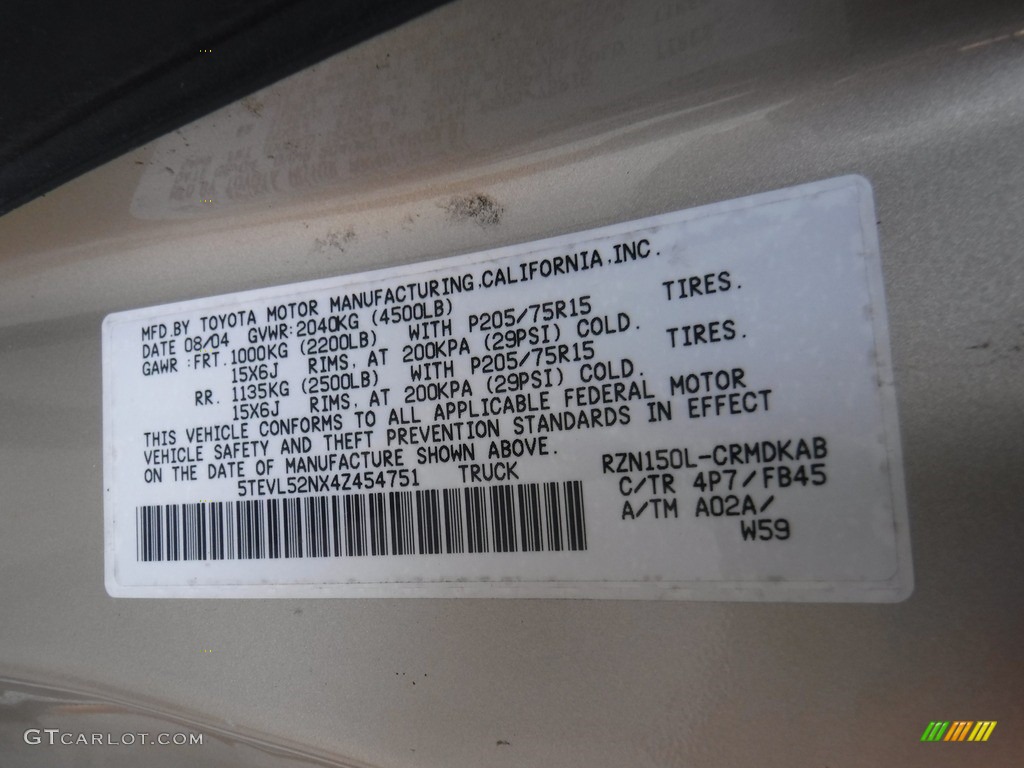 MFD.BY TOYOTA MOTOR MANUFACTURING,CALIFORNIA,INC.
DATE 08/04 GVWR:2040KG (4500LB)
GAWR :FRT. 1000KG (2200LB) WITH P205/75R15 TIRES.
15X6J RIMS, AT 200KPA (29PSI) COLD.
RR. 1135KG (2500LB) WITH P205/75R15 TIRES.
15X6J RIMS, AT 200KPA (29PSI) COLD.
THIS VEHICLE CONFORMS TO ALL APPLICABLE FEDERAL MOTOR
VEHICLE SAFETY AND THEFT PREVENTION STANDARDS IN EFFECT
ON THE DATE OF MANUFACTURE SHOWN ABOVE.
5TEVL52NX4Z454751 TRUCK
RZN150L-CRMDKAB
C/TR 4P7/FB45
A/TM A02A/
W59
GTCARLOT.COM